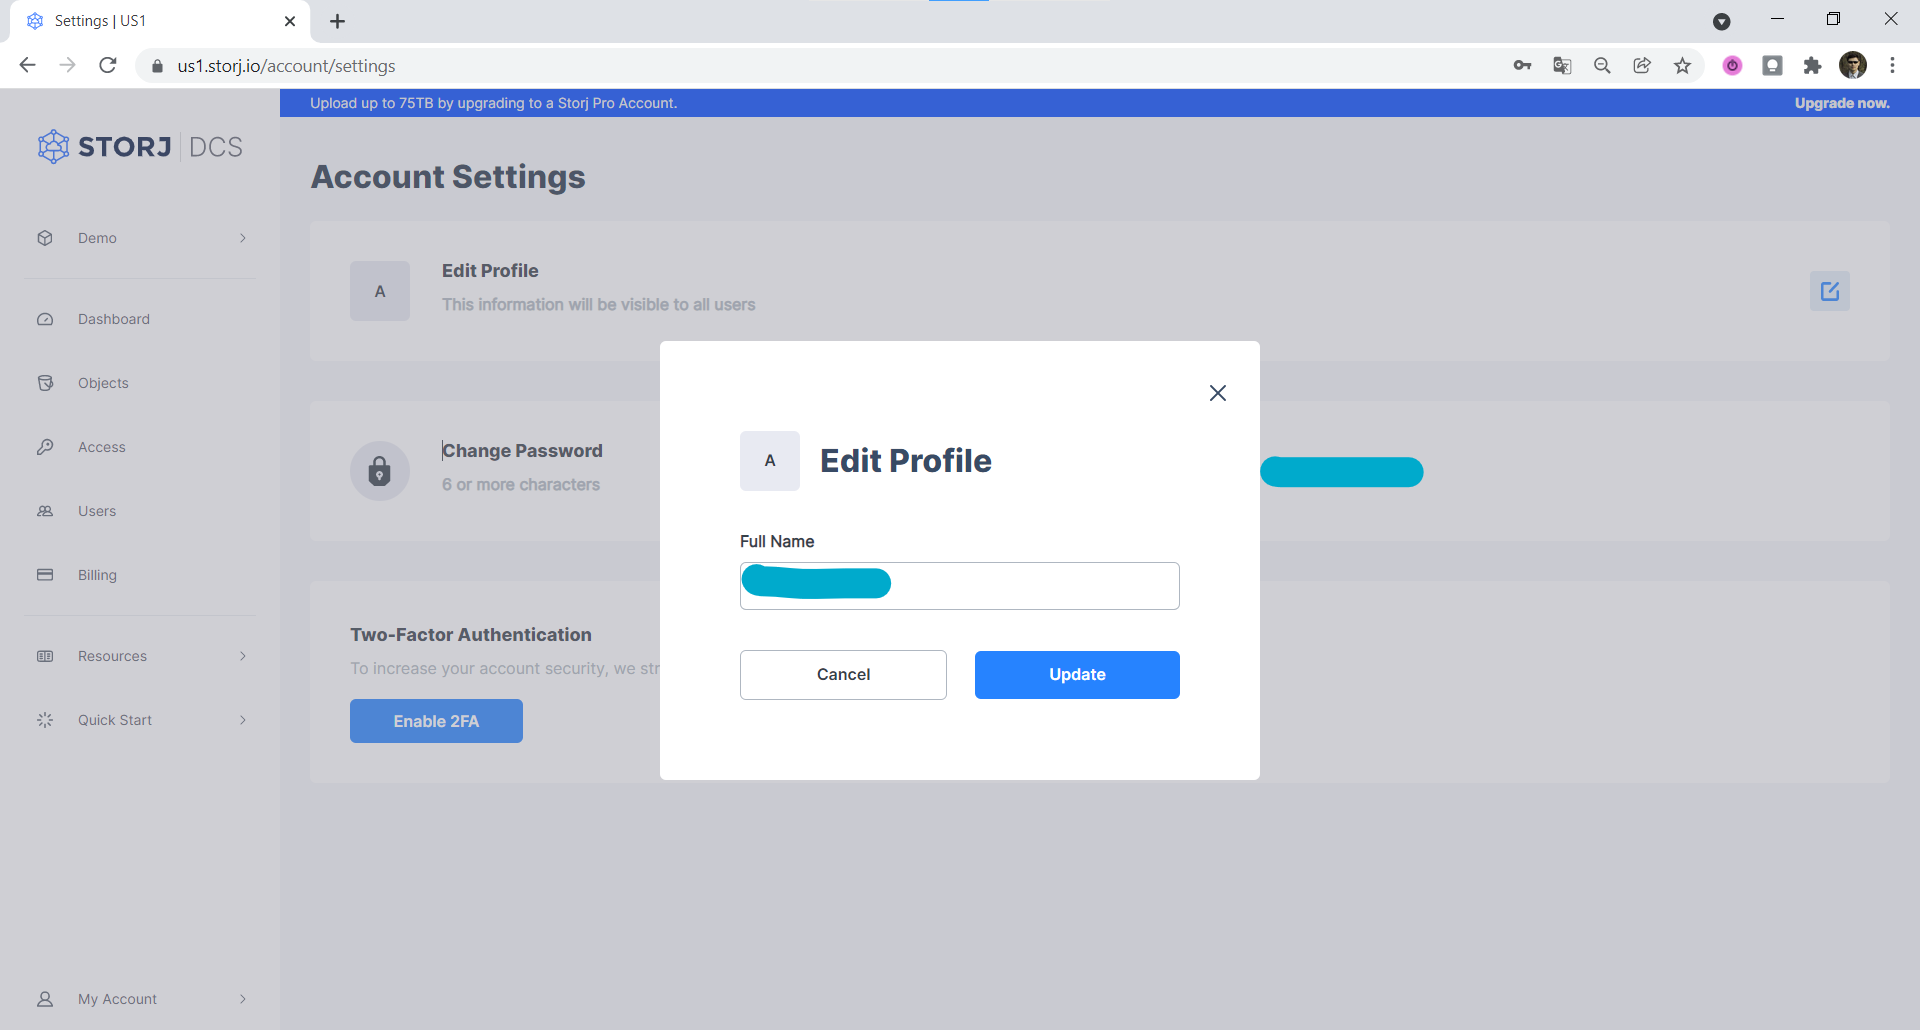 Settings | US1
us1.storj.io/account/settings
Upload up to 75TB by upgrading to a Storj Pro Account.
Upgrade now.
STORJ | DCS
Account Settings
Demo
Edit Profile
A
This information will be visible to all users
Dashboard
Objects
Access
Users
Billing
Resources
Quick Start
My Account
Change Password
6 or more characters
Two-Factor Authentication
To increase your account security, we str
Enable 2FA
A
Edit Profile
Full Name
Cancel
Update